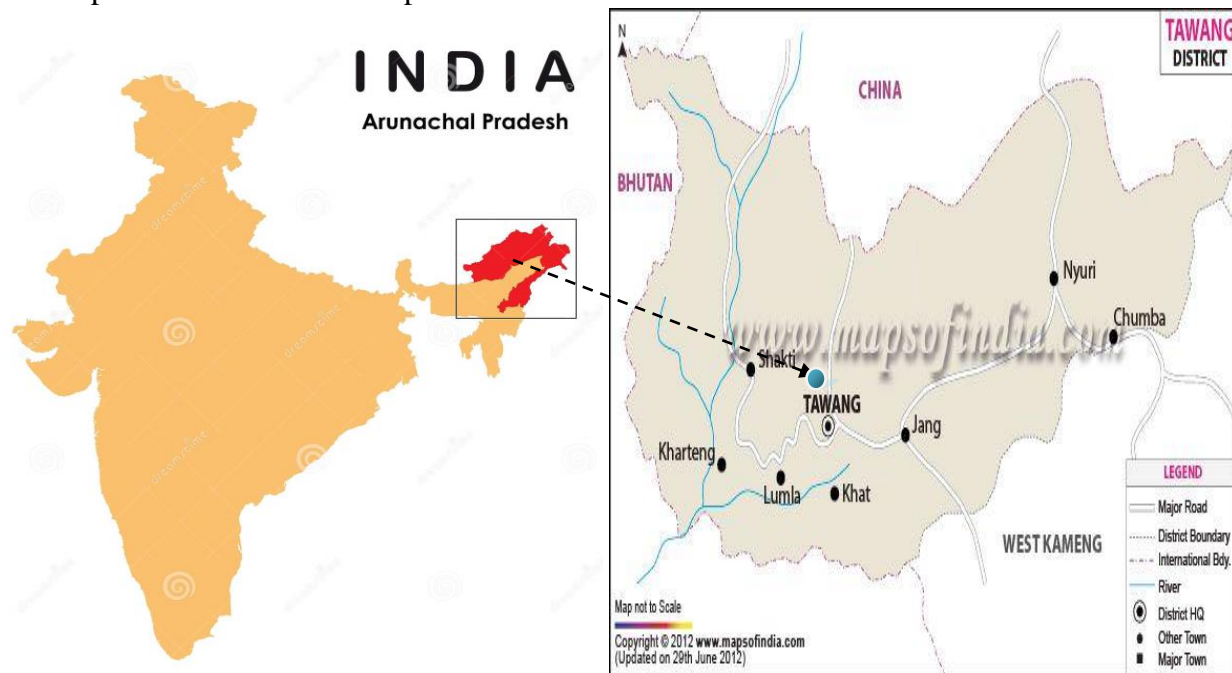 INDIA
Arunachal Pradesh
N
TAWANG
DISTRICT
CHINA
BHUTAN
Nyuri
Chumba
www.mapsofindia.com
Shakti
TAWANG
Jang
Kharteng
Lumla
Khat
WEST KAMENG
LEGEND
Major Road
District Boundary
International Bdy.
River
District HQ
Other Town
Major Town
Map not to Scale
Copyright © 2012 www.mapsofindia.com
(Updated on 29th June 2012)
dreamstime